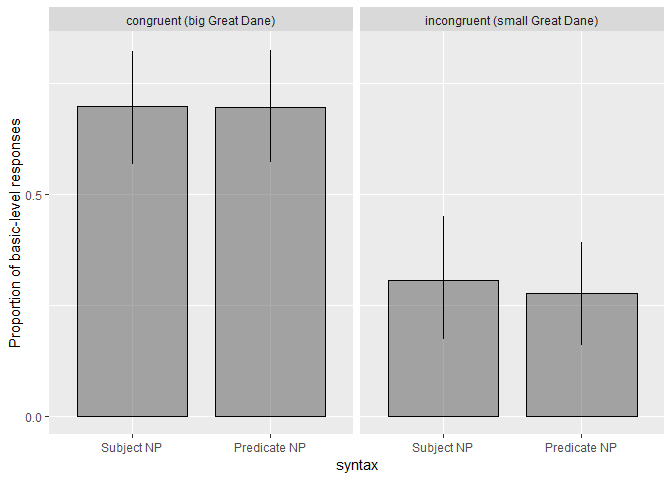 congruent (big Great Dane)
incongruent (small Great Dane)
Proportion of basic-level responses
0.5
0.0
Subject NP
Predicate NP
Subject NP
Predicate NP
syntax